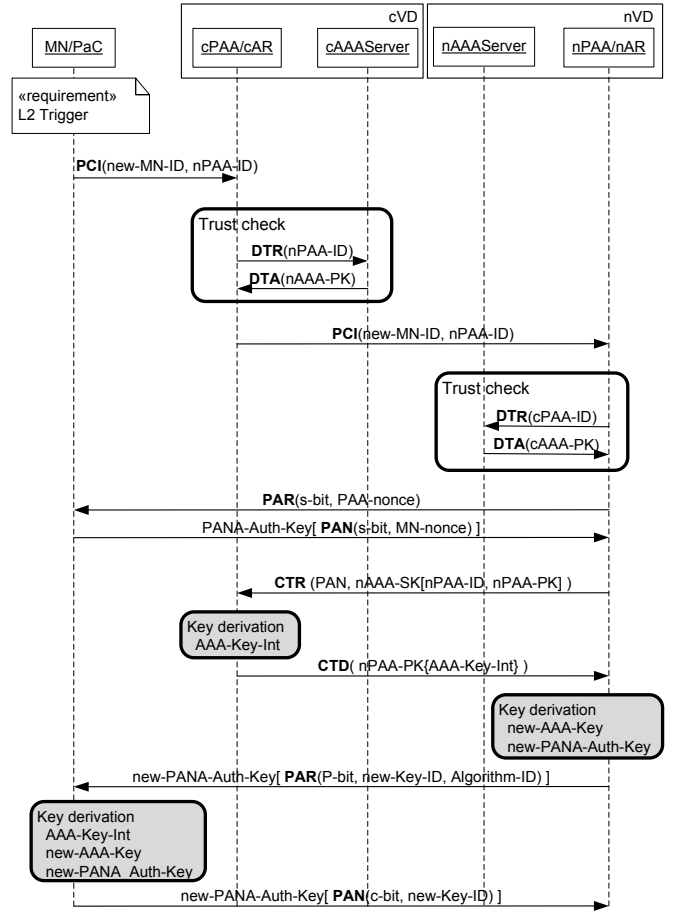 cVD
nVD
MN/PaC
cPAA/cAR
cAAAServer
nAAAServer
nPAA/nAR
«requirement»
L2 Trigger
PCI(new-MN-ID, nPAA-ID)
Trust check
DTR(nPAA-ID)
DTA(nAAA-PK)
PCI(new-MN-ID, nPAA-ID)
Trust check
DTR(cPAA-ID)
DTA(cAAA-PK)
PAR(s-bit, PAA-nonce)
PANA-Auth-Key[ PAN(s-bit, MN-nonce) ]
CTR (PAN, nAAA-SK[nPAA-ID, nPAA-PK] )
Key derivation
AAA-Key-Int
CTD( nPAA-PK{AAA-Key-Int} )
Key derivation
new-AAA-Key
new-PANA-Auth-Key
new-PANA-Auth-Key[ PAR(P-bit, new-Key-ID, Algorithm-ID) ]
Key derivation
AAA-Key-Int
new-AAA-Key
new-PANA_Auth-Key
new-PANA-Auth-Key[ PAN(c-bit, new-Key-ID) ]